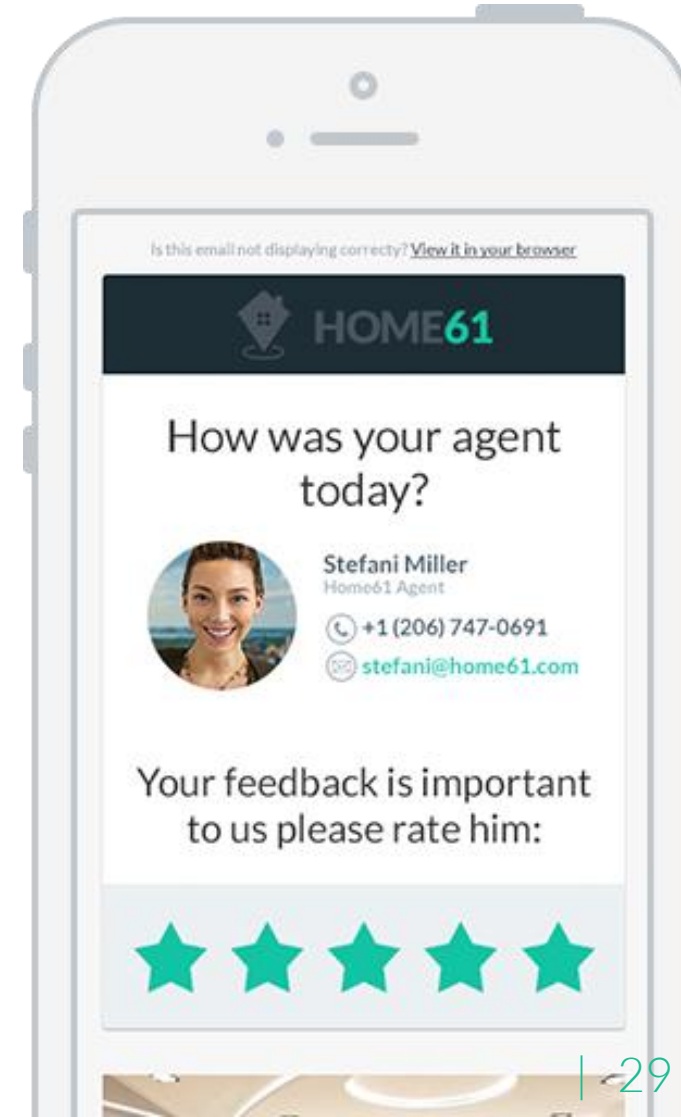 Is this email not displaying correcty? View it in your browser
HOME61
How was your agent
today?
Stefani Miller
Home61 Agent
+1 (206) 747-0691
stefani@home61.com
Your feedback is important
to us please rate him:
| 29